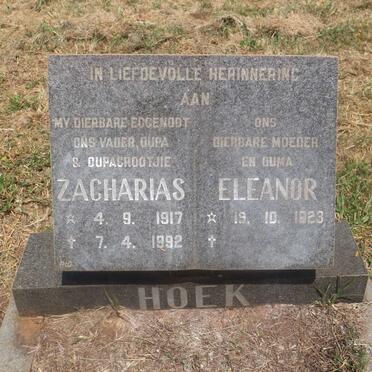 IN LIEFDEVOLLE HERINNERING
AAN
MY DIERBARE EGGENOOT
ONS VADER, OUPA
& OUPAGROOTJIE
ZACHARIAS
☆ 4. 9. 1917
† 7. 4. 1992
ONS
DIERBARE MOEDER
EN OUMA
ELEANOR
☆ 19. 10. 1923
†
HOEK